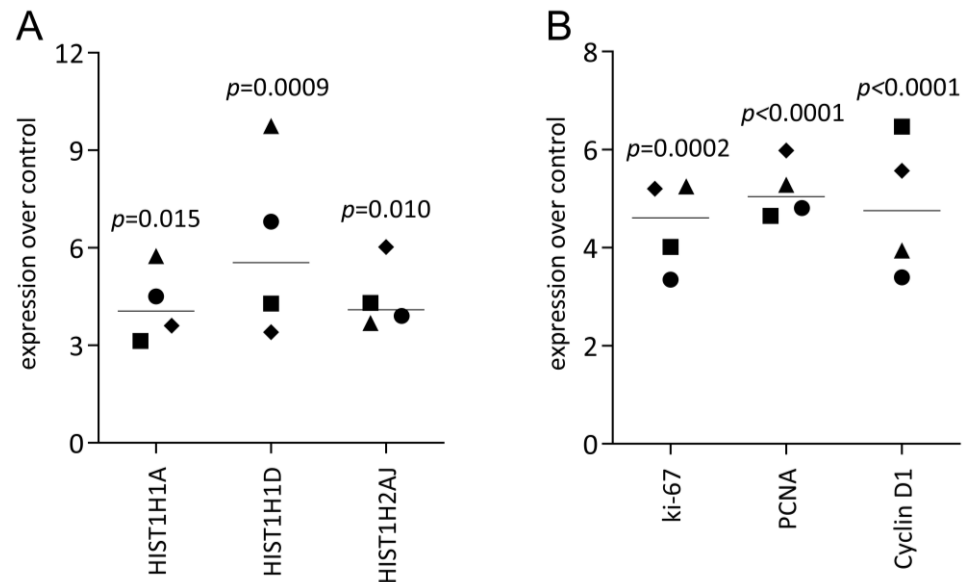 A
expression over control
12
9
6
3
0
p=0.015
p=0.0009
p=0.010
HIST1H1A
HIST1H1D
HIST1H2AJ
B
expression over control
8
6
4
2
0
p=0.0002
p<0.0001
p<0.0001
ki-67
PCNA
Cyclin D1